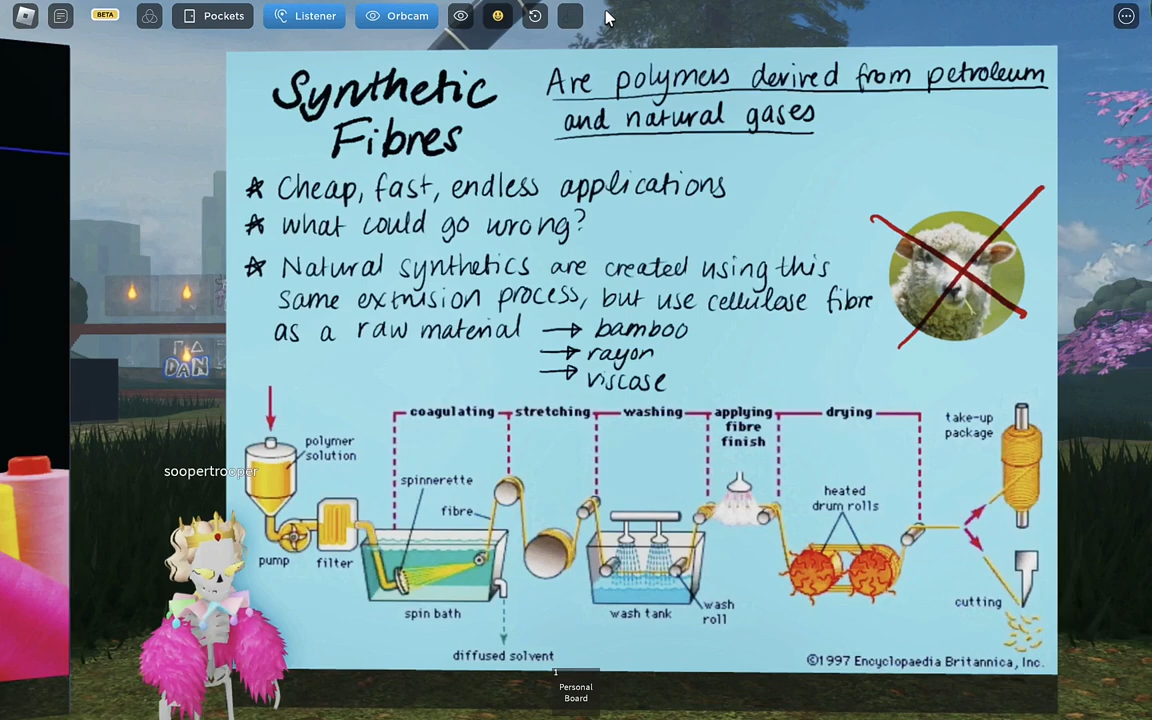 BETA
Pockets
Listener
Orbcam
Synthetic
Fibres
Are polymers derived from petroleum
and natural gases
Cheap, fast, endless applications
what could go wrong?
Natural synthetics are created using this
same extrusion process, but use cellulose fibre
as a raw material → bamboo
→ rayon
→ viscose
coagulating
stretching
washing
applying
fibre
finish
drying
take-up
package
polymer
solution
spinnerette
fibre
heated
drum rolls
pump
filter
spin bath
wash tank
wash
roll
cutting
diffused solvent
©1997 Encyclopaedia Britannica, Inc.
DAN
soopertrooper
1
Personal
Board